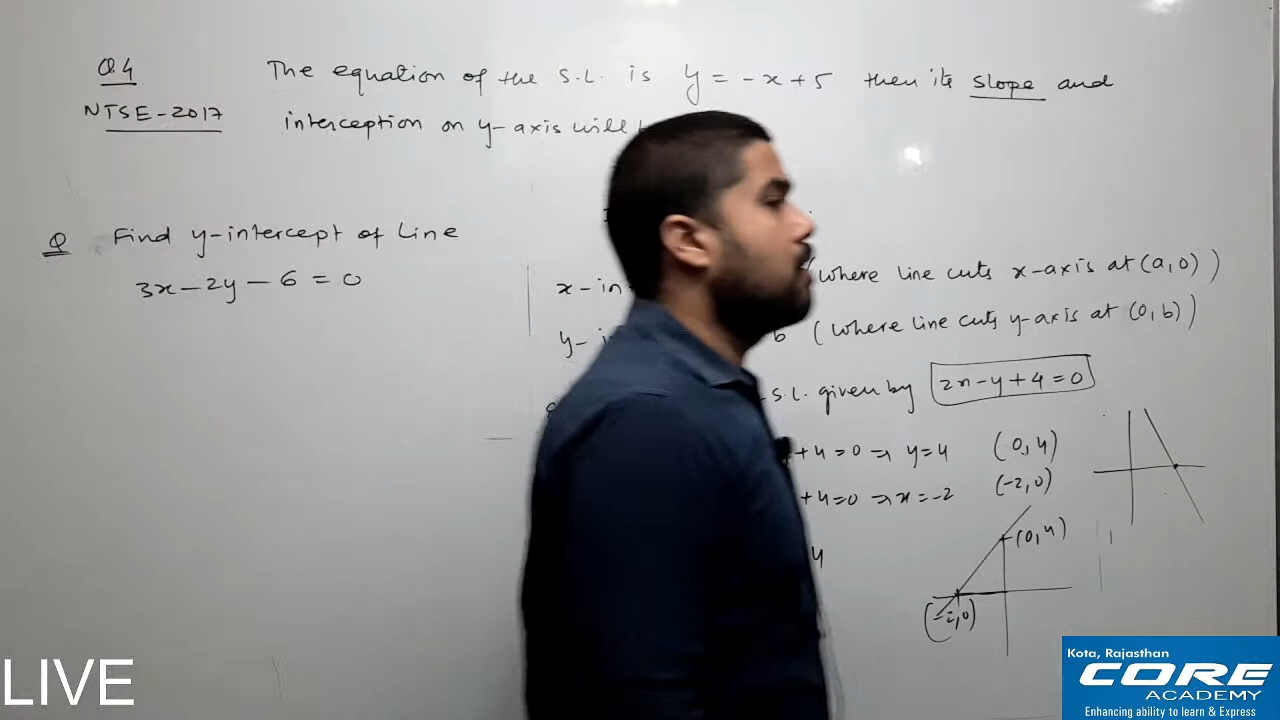 Q.4
The equation of the S.L. is y = -x+5 then its slope and
NTSE-2017
interception on y-axis will
Q Find y-intercept of Line
3x-2y-6=0
x-in
(where line cuts x-axis at (a,0))
b (where line cuts y-axis at (0,b))
S.L. given by 2x-y+4=0
+4=0 ⇒ y=4 (0,4)
+4=0 ⇒ x=-2 (-2,0)
4
(0,4)
(-2,0)
LIVE
Kota, Rajasthan
CORE
ACADEMY
Enhancing ability to learn & Express